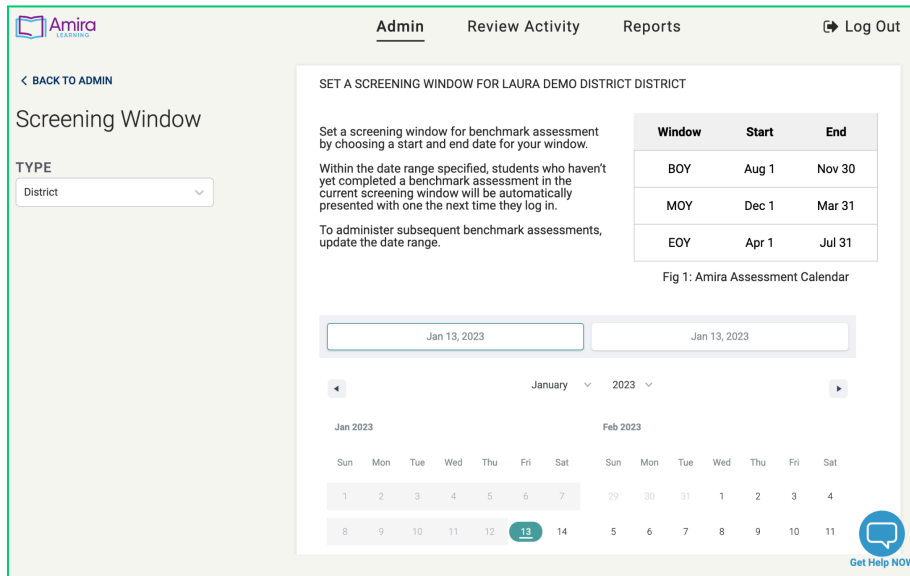 Amira
LEARNING
Admin
Review Activity
Reports
Log Out
BACK TO ADMIN
Screening Window
TYPE
District
SET A SCREENING WINDOW FOR LAURA DEMO DISTRICT DISTRICT
Set a screening window for benchmark assessment
by choosing a start and end date for your window.
Within the date range specified, students who haven't
yet completed a benchmark assessment in the
current screening window will be automatically
presented with one the next time they log in.
To administer subsequent benchmark assessments,
update the date range.
Window Start End
BOY Aug 1 Nov 30
MOY Dec 1 Mar 31
EOY Apr 1 Jul 31
Fig 1: Amira Assessment Calendar
Jan 13, 2023
Jan 13, 2023
January 2023
Jan 2023
Feb 2023
Sun Mon Tue Wed Thu Fri Sat Sun Mon Tue Wed Thu Fri Sat
1 2 3 4 5 6 7 29 30 31 1 2 3 4
8 9 10 11 12 13 14 5 6 7 8 9 10 11
Get Help NOW